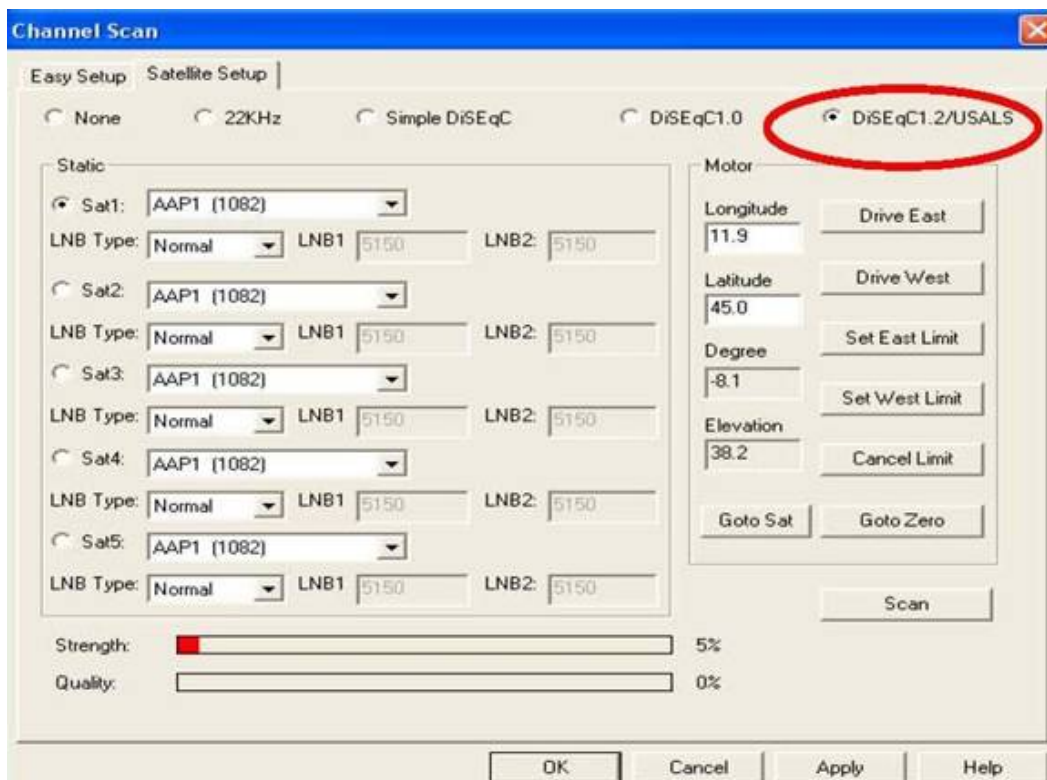 Channel Scan
Easy Setup Satellite Setup
None 22KHz Simple DiSEqC DiSEqC1.0 DiSEqC1.2/USALS
Static
Sat1: AAP1 (1082)
LNB Type: Normal LNB1 5150 LNB2: 5150
Sat2: AAP1 (1082)
LNB Type: Normal LNB1 5150 LNB2: 5150
Sat3: AAP1 (1082)
LNB Type: Normal LNB1 5150 LNB2: 5150
Sat4: AAP1 (1082)
LNB Type: Normal LNB1 5150 LNB2: 5150
Sat5: AAP1 (1082)
LNB Type: Normal LNB1 5150 LNB2: 5150
Motor
Longitude
11.9
Drive East
Latitude
45.0
Drive West
Degree
-8.1
Set East Limit
Elevation
38.2
Set West Limit
Cancel Limit
Goto Sat Goto Zero
Scan
Strength: 5%
Quality: 0%
OK Cancel Apply Help